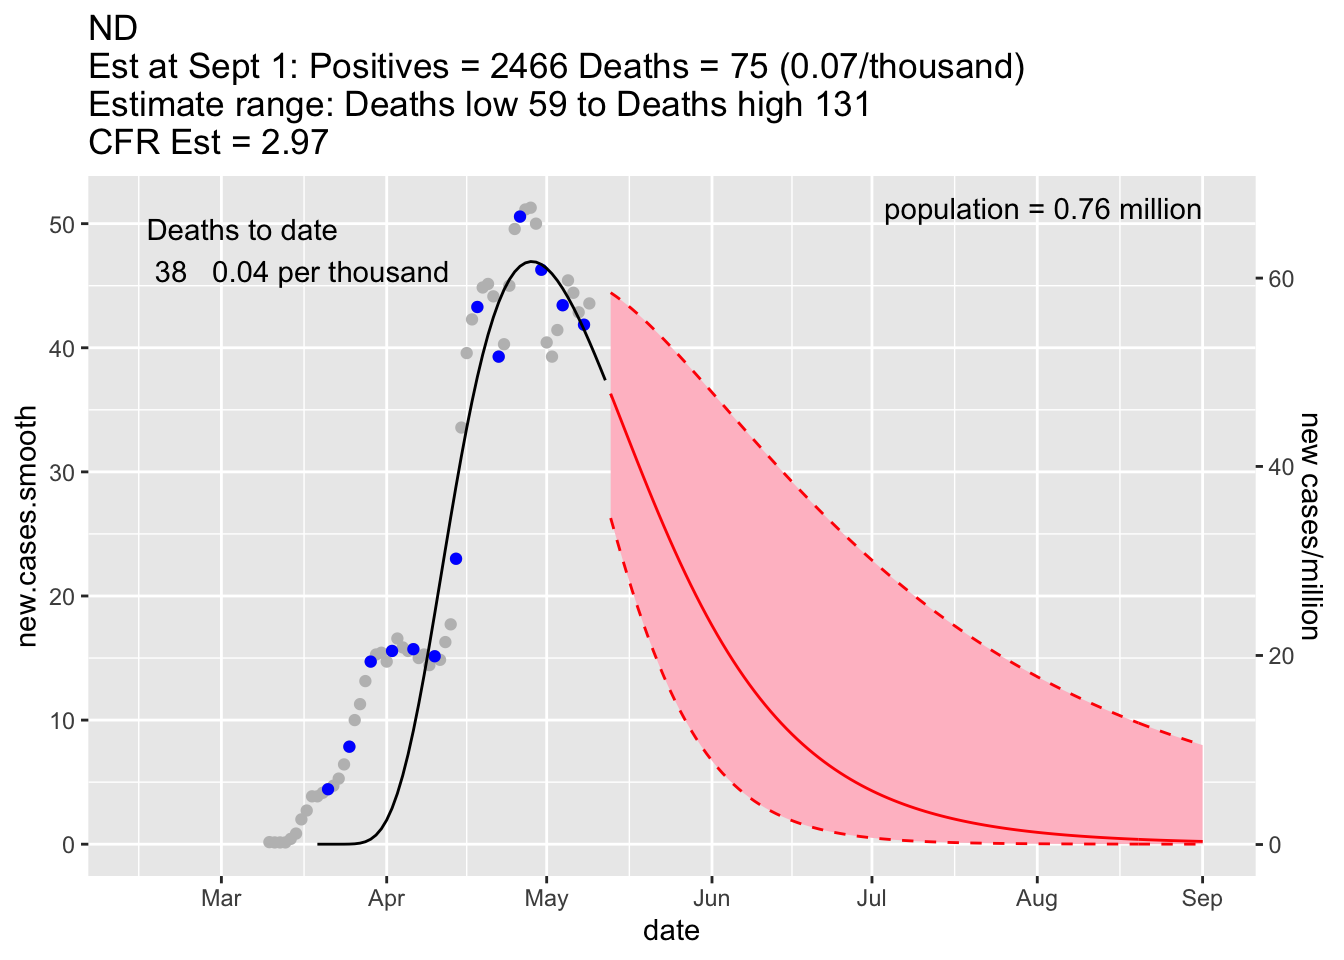 ND
Est at Sept 1: Positives = 2466 Deaths = 75 (0.07/thousand)
Estimate range: Deaths low 59 to Deaths high 131
CFR Est = 2.97
Deaths to date
38 0.04 per thousand
population = 0.76 million
new.cases.smooth
50
40
30
20
10
0
60
40
20
0
new cases/million
Mar Apr May Jun Jul Aug Sep
date